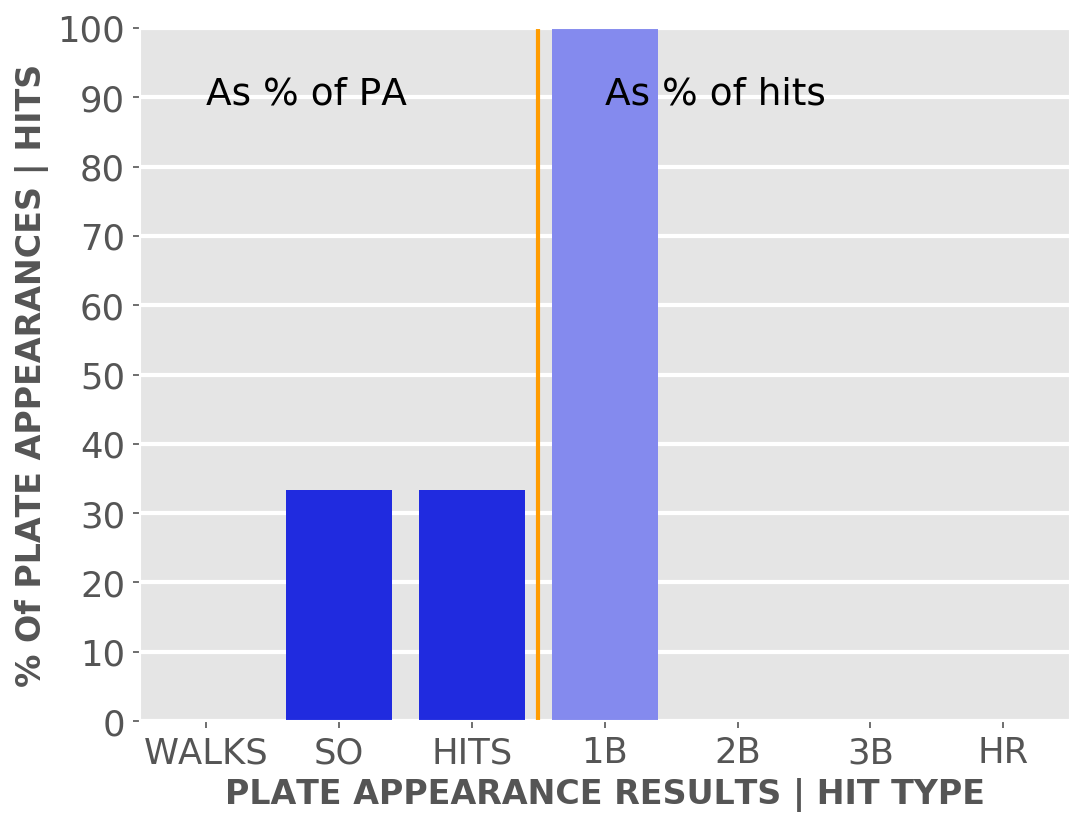 % Of PLATE APPEARANCES | HITS
100
90
80
70
60
50
40
30
20
10
0
As % of PA
As % of hits
WALKS SO HITS 1B 2B 3B HR
PLATE APPEARANCE RESULTS | HIT TYPE